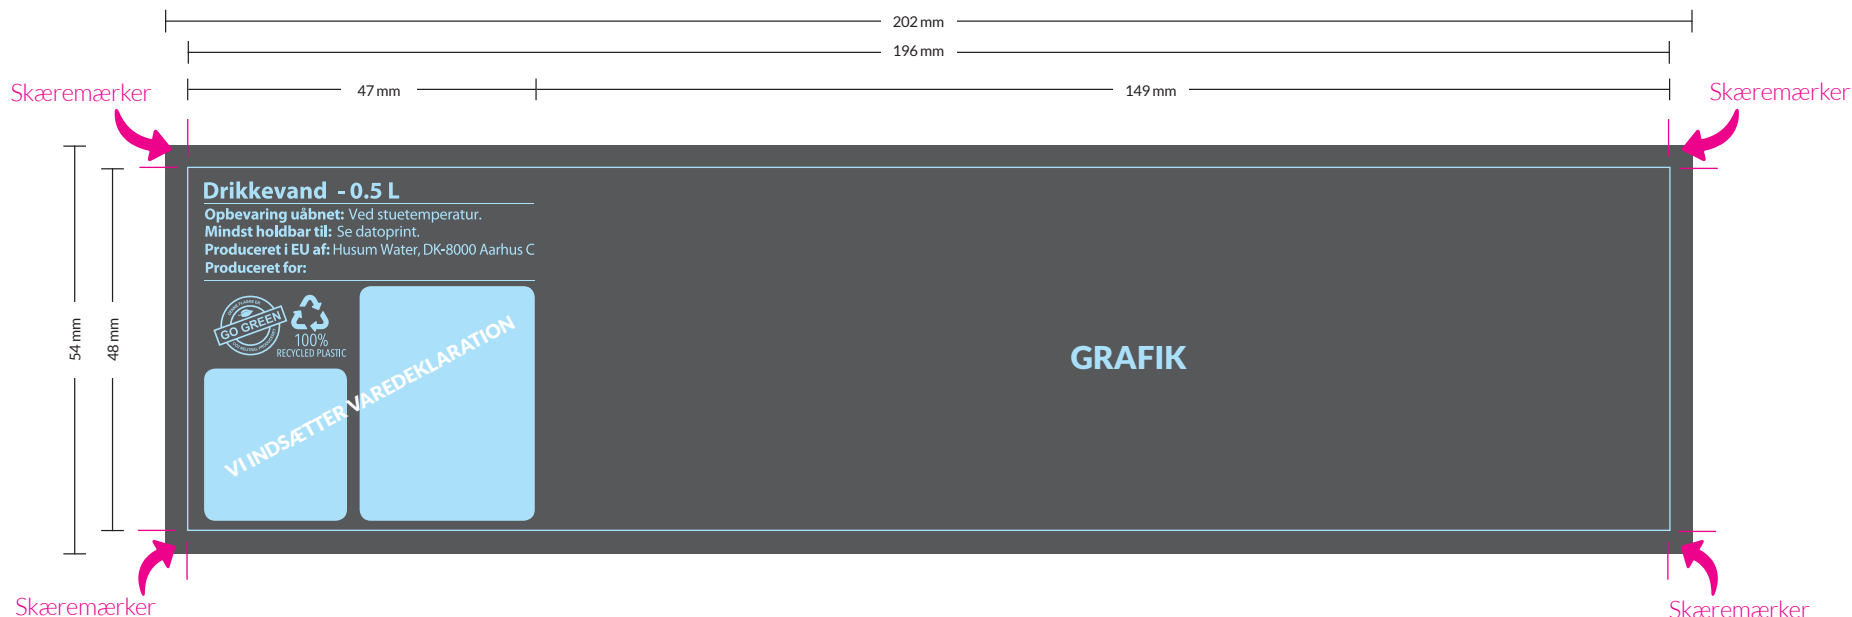 202 mm
196 mm
47 mm
149 mm
Skæremærker
Skæremærker
54 mm
48 mm
Drikkevand - 0.5 L
Opbevaring uåbnet: Ved stuetemperatur.
Mindst holdbar til: Se datoprint.
Produceret i EU af: Husum Water, DK-8000 Aarhus C
Produceret for:
GO GREEN
100%
RECYCLED PLASTIC
VI INDSÆTTER VAREDEKLARATION
GRAFIK
Skæremærker
Skæremærker